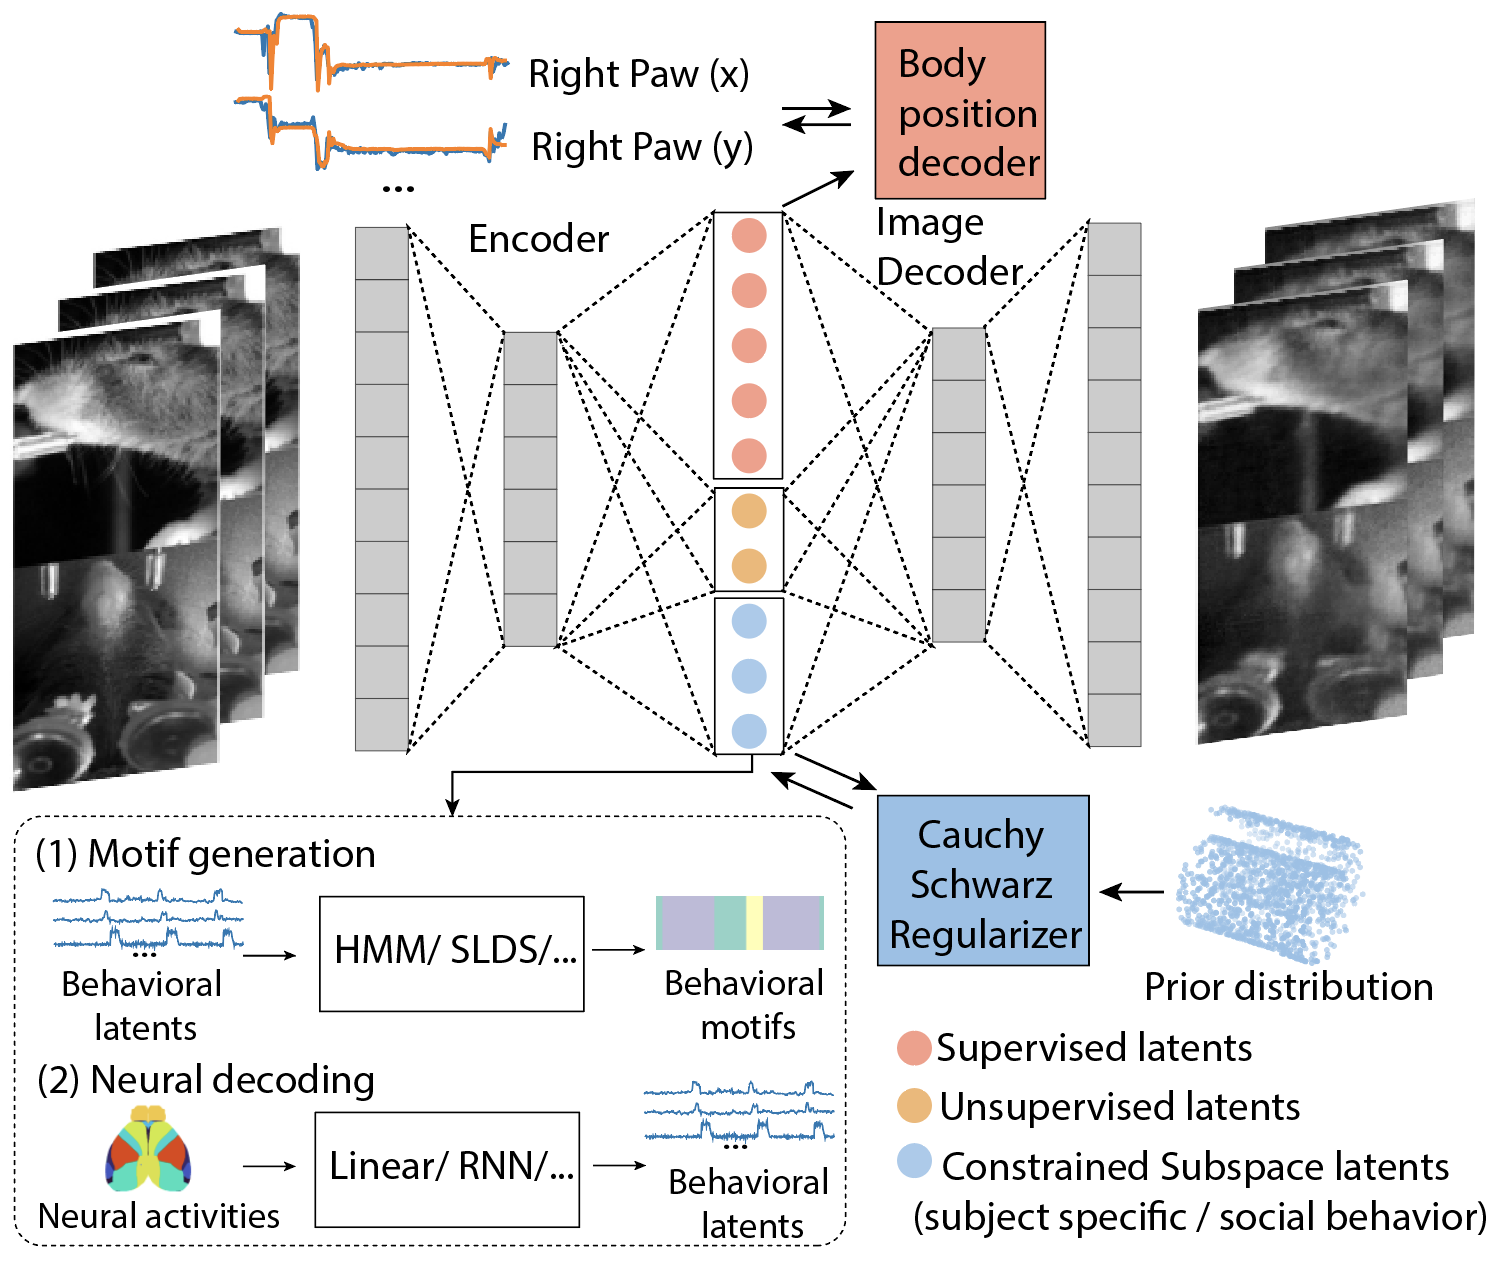 Right Paw (x)
Right Paw (y)
...
Body
position
decoder
Encoder
Image
Decoder
(1) Motif generation
...
Behavioral
latents
HMM/ SLDS/...
Behavioral
motifs
(2) Neural decoding
Neural activities
Linear/ RNN/...
...
Behavioral
latents
Cauchy
Schwarz
Regularizer
Prior distribution
Supervised latents
Unsupervised latents
Constrained Subspace latents
(subject specific / social behavior)